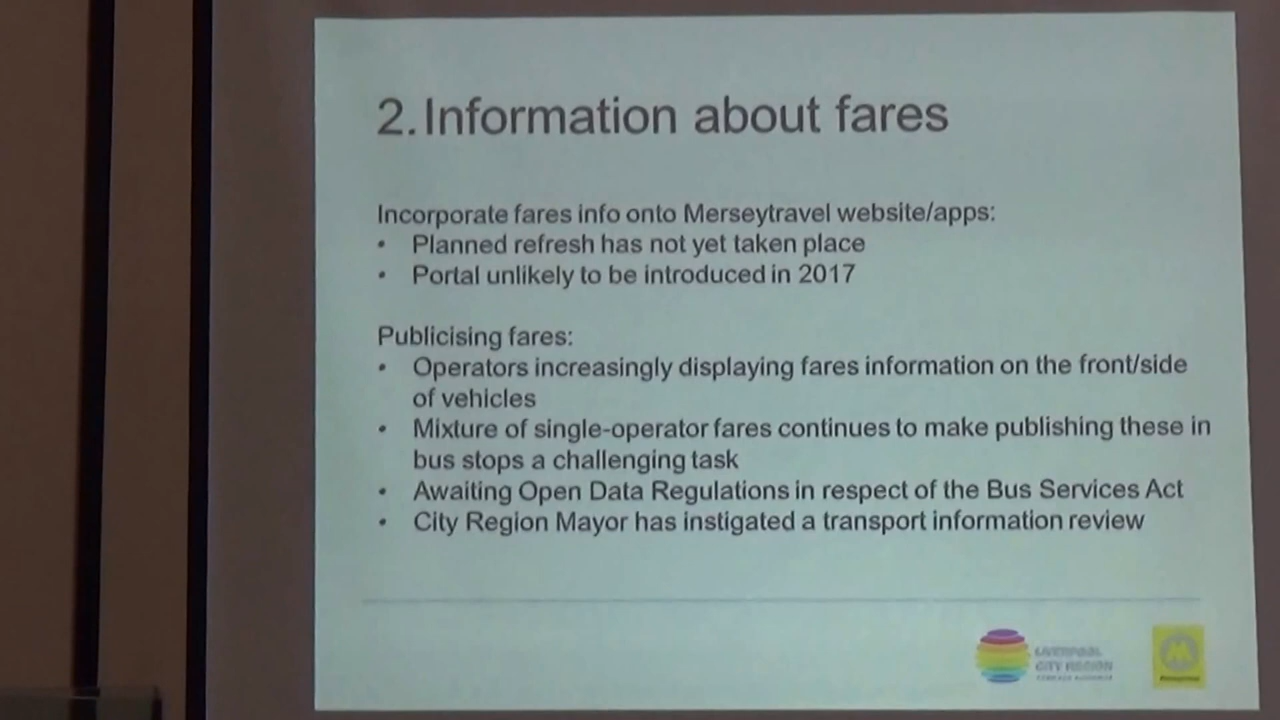 2. Information about fares
Incorporate fares info onto Merseytravel website/apps:
• Planned refresh has not yet taken place
• Portal unlikely to be introduced in 2017
Publicising fares:
• Operators increasingly displaying fares information on the front/side
of vehicles
• Mixture of single-operator fares continues to make publishing these in
bus stops a challenging task
• Awaiting Open Data Regulations in respect of the Bus Services Act
• City Region Mayor has instigated a transport information review
LIVERPOOL
CITY REGION
M